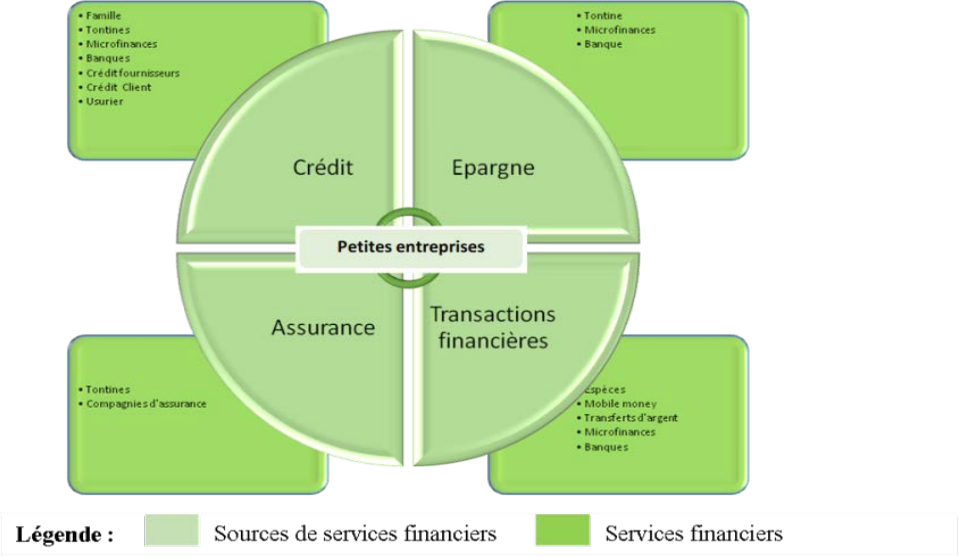 • Famille
• Tontines
• Microfinances
• Banques
• Crédit fournisseurs
• Crédit Client
• Usurier
• Tontine
• Microfinances
• Banque
Crédit
Epargne
Petites entreprises
Assurance
Transactions
financières
• Tontines
• Compagnies d'assurance
Espèces
• Mobile money
• Transferts d'argent
• Microfinances
• Banques
Légende :
Sources de services financiers
Services financiers